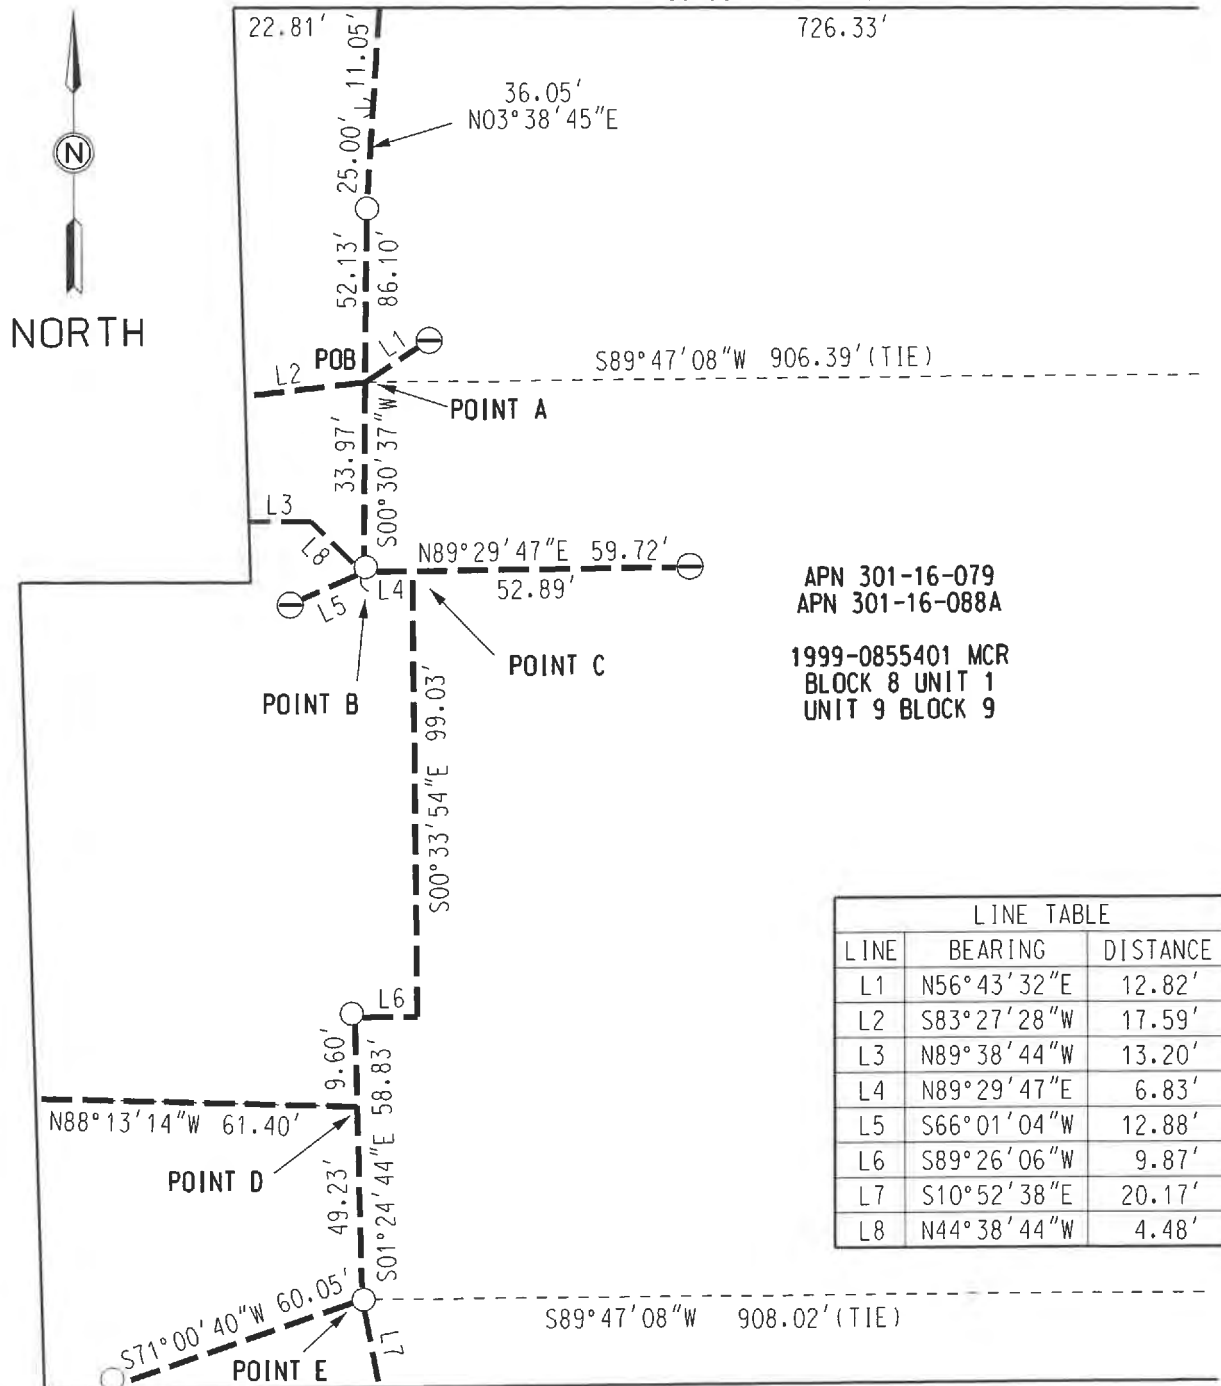 22.81'
726.33'
11.05'
36.05'
N03°38'45"E
25.00'
N
NORTH
52.13'
86.10'
L1
POB
L2
S89°47'08"W 906.39'(TIE)
POINT A
33.97'
S00°30'37"W
L3
L8
N89°29'47"E 59.72'
L4
52.89'
L5
POINT C
POINT B
APN 301-16-079
APN 301-16-088A
1999-0855401 MCR
BLOCK 8 UNIT 1
UNIT 9 BLOCK 9
S00°33'54"E 99.03'
L6
9.60'
S01°24'44"E 58.83'
N88°13'14"W 61.40'
POINT D
49.23'
S71°00'40"W 60.05'
POINT E
L7
S89°47'08"W 908.02'(TIE)
LINE TABLE
LINE BEARING DISTANCE
L1 N56°43'32"E 12.82'
L2 S83°27'28"W 17.59'
L3 N89°38'44"W 13.20'
L4 N89°29'47"E 6.83'
L5 S66°01'04"W 12.88'
L6 S89°26'06"W 9.87'
L7 S10°52'38"E 20.17'
L8 N44°38'44"W 4.48'